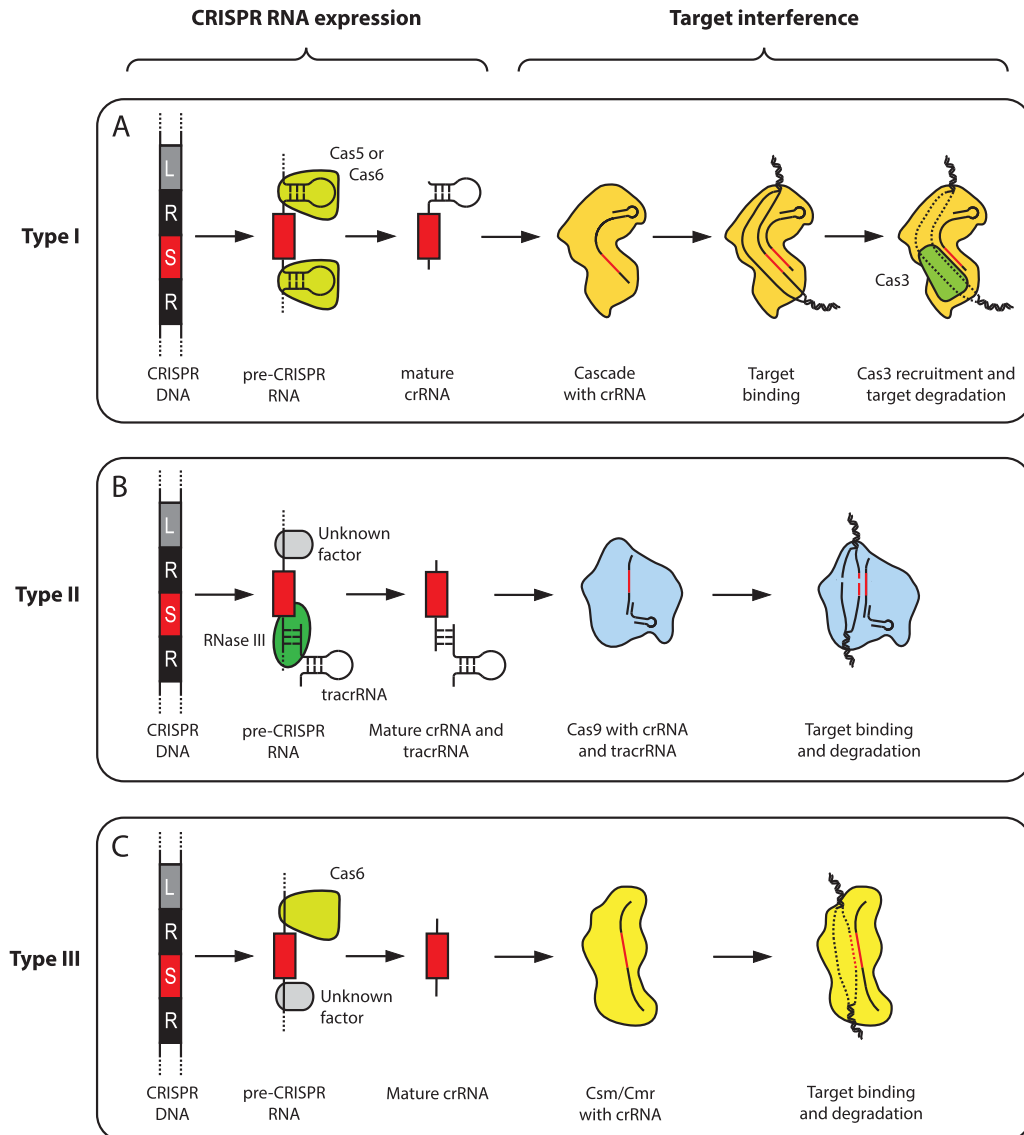 CRISPR RNA expression
Target interference
A
Type I
L
R
S
R
Cas5 or
Cas6
Cas3
CRISPR
DNA
pre-CRISPR
RNA
mature
crRNA
Cascade
with crRNA
Target
binding
Cas3 recruitment and
target degradation
B
Type II
L
R
S
R
Unknown
factor
RNase III
tracrRNA
CRISPR
DNA
pre-CRISPR
RNA
Mature crRNA and
tracrRNA
Cas9 with crRNA
and tracrRNA
Target binding
and degradation
C
Type III
L
R
S
R
Cas6
Unknown
factor
CRISPR
DNA
pre-CRISPR
RNA
Mature crRNA
Csm/Cmr
with crRNA
Target binding
and degradation